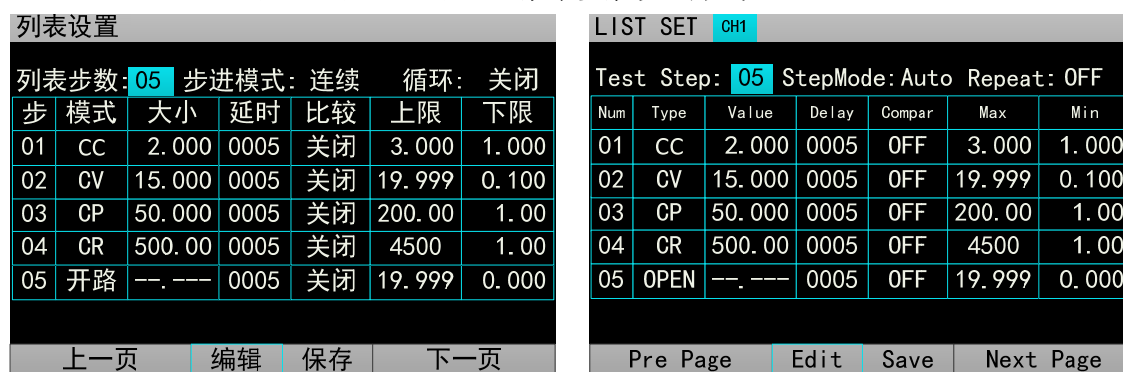 列表设置
列表步数: 05 步进模式: 连续 循环: 关闭
步 模式 大小 延时 比较 上限 下限
01 CC 2.000 0005 关闭 3.000 1.000
02 CV 15.000 0005 关闭 19.999 0.100
03 CP 50.000 0005 关闭 200.00 1.00
04 CR 500.00 0005 关闭 4500 1.00
05 开路 --.--- 0005 关闭 19.999 0.000
上一页 编辑 保存 下一页
LIST SET CH1
Test Step: 05 StepMode: Auto Repeat: OFF
Num Type Value Delay Compar Max Min
01 CC 2.000 0005 OFF 3.000 1.000
02 CV 15.000 0005 OFF 19.999 0.100
03 CP 50.000 0005 OFF 200.00 1.00
04 CR 500.00 0005 OFF 4500 1.00
05 OPEN --.--- 0005 OFF 19.999 0.000
Pre Page Edit Save Next Page